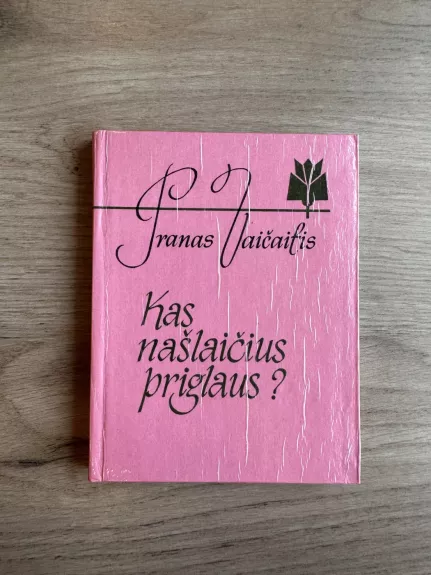 Pranas Vaičaitis
Kas
našlaičius
priglaus?